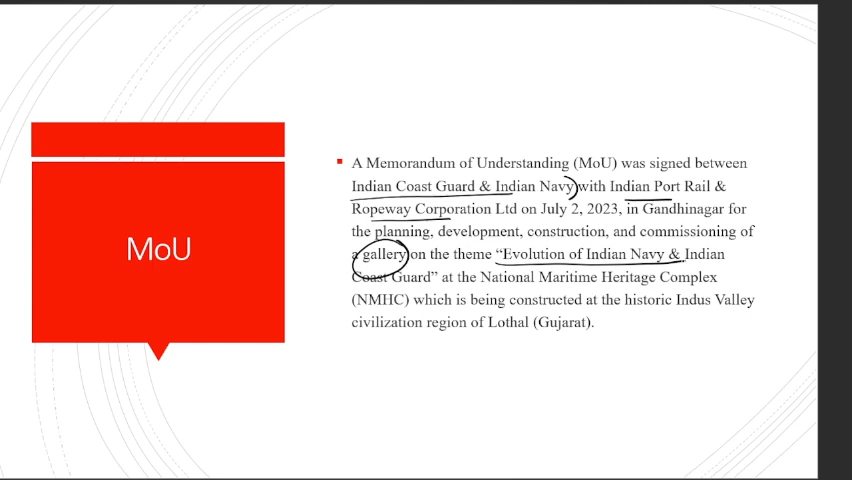 MoU
A Memorandum of Understanding (MoU) was signed between
Indian Coast Guard & Indian Navy with Indian Port Rail &
Ropeway Corporation Ltd on July 2, 2023, in Gandhinagar for
the planning, development, construction, and commissioning of
a gallery on the theme “Evolution of Indian Navy & Indian
Coast Guard” at the National Maritime Heritage Complex
(NMHC) which is being constructed at the historic Indus Valley
civilization region of Lothal (Gujarat).